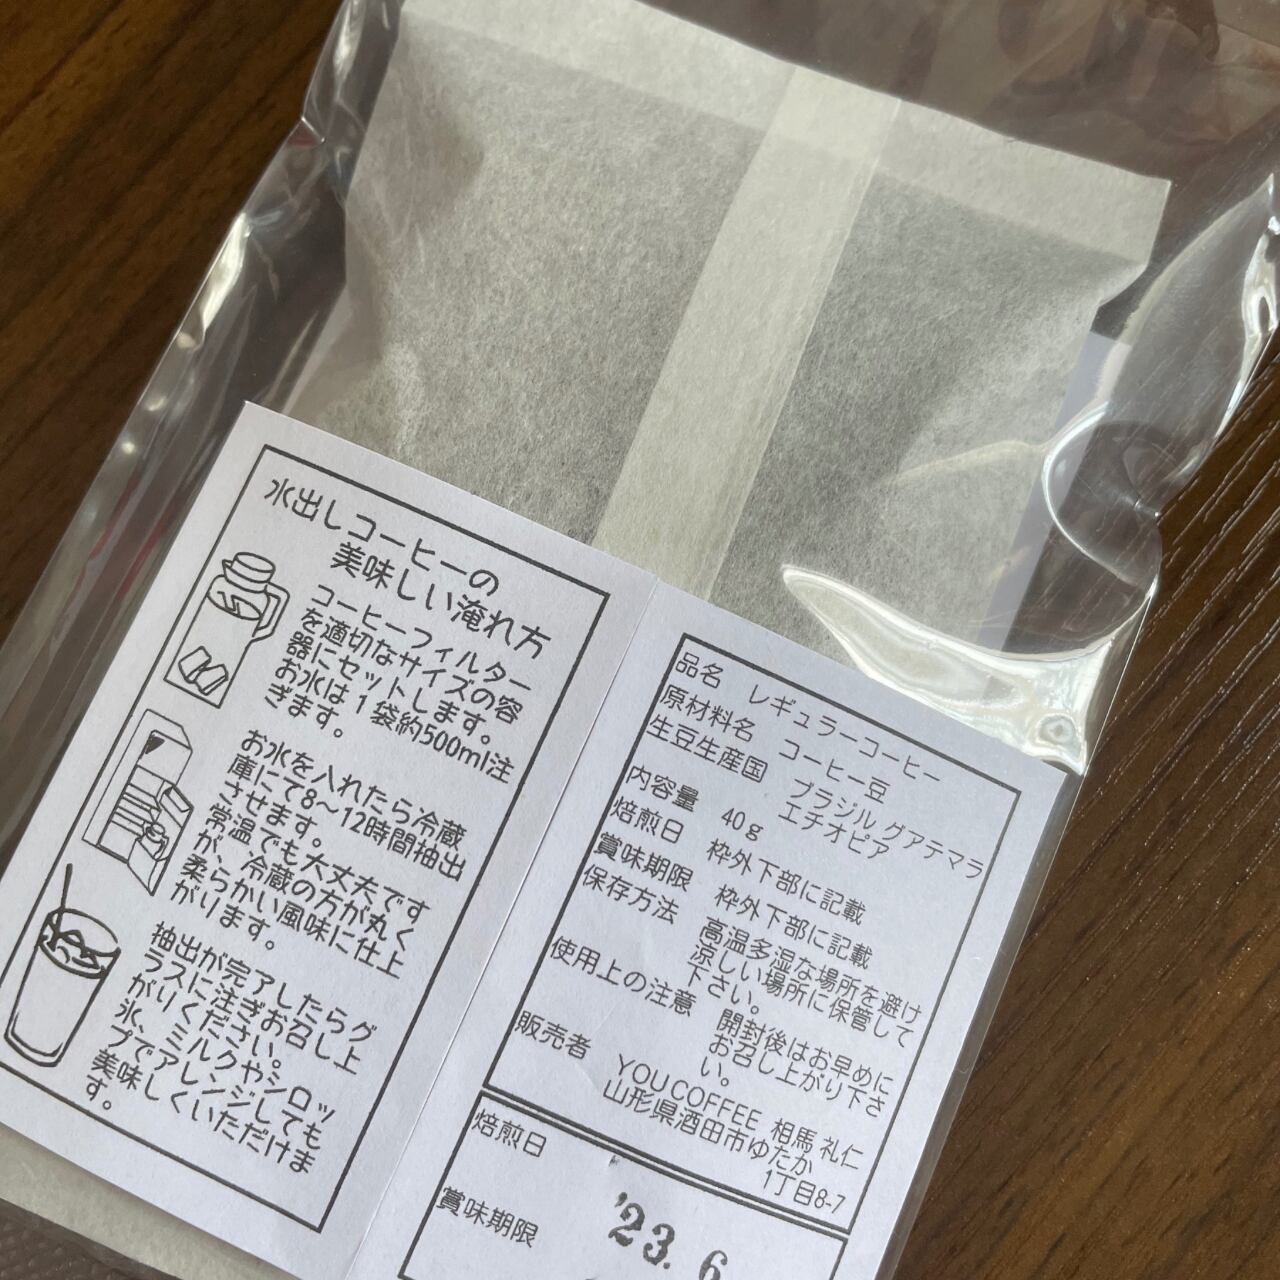 水出しコーヒーの
美味しい淹れ方
コーヒーフィルター
を適切なサイズの容
器にセットします。
お水は1袋約500ml注
ぎます。
お水を入れたら冷蔵
庫にて8～12時間抽出
させます。
常温でも大丈夫です
が、冷蔵の方が丸く
柔らかい風味に仕上
がります。
抽出が完了したらグ
ラスに注ぎお召し上
がりください。
氷、ミルクやシロッ
プでアレンジしても
美味しくいただけま
す。
品名 レギュラーコーヒー
原材料名 コーヒー豆
生豆生産国 ブラジル グアテマラ
エチオピア
内容量 40g
焙煎日 枠外下部に記載
賞味期限 枠外下部に記載
保存方法 高温多湿な場所を避け
涼しい場所に保管して
下さい。
使用上の注意 開封後はお早めに
お召し上がり下さ
い。
販売者 YOU COFFEE 相馬 礼仁
山形県酒田市ゆたか
1丁目8-7
焙煎日
賞味期限 '23. 6